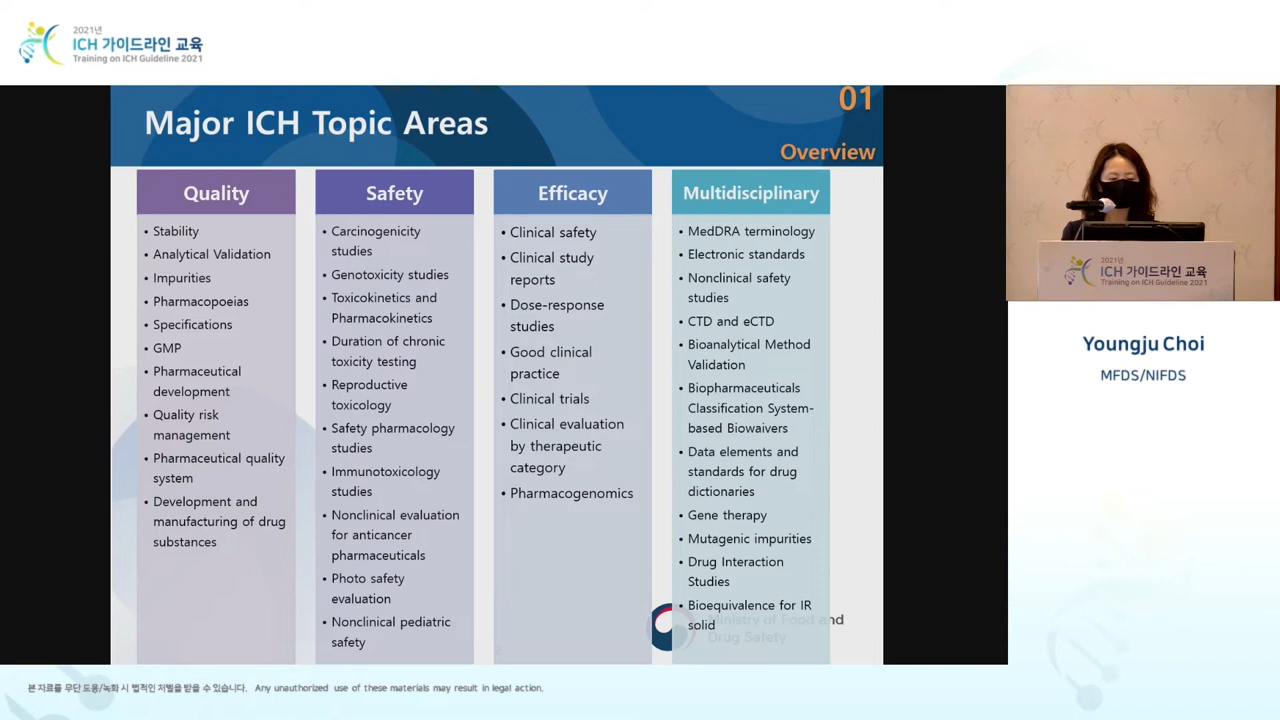 2021년
ICH 가이드라인 교육
Training on ICH Guideline 2021
Major ICH Topic Areas
01
Overview
Quality
• Stability
• Analytical Validation
• Impurities
• Pharmacopoeias
• Specifications
• GMP
• Pharmaceutical
development
• Quality risk
management
• Pharmaceutical quality
system
• Development and
manufacturing of drug
substances
Safety
• Carcinogenicity
studies
• Genotoxicity studies
• Toxicokinetics and
Pharmacokinetics
• Duration of chronic
toxicity testing
• Reproductive
toxicology
• Safety pharmacology
studies
• Immunotoxicology
studies
• Nonclinical evaluation
for anticancer
pharmaceuticals
• Photo safety
evaluation
• Nonclinical pediatric
safety
Efficacy
• Clinical safety
• Clinical study
reports
• Dose-response
studies
• Good clinical
practice
• Clinical trials
• Clinical evaluation
by therapeutic
category
• Pharmacogenomics
Multidisciplinary
• MedDRA terminology
• Electronic standards
• Nonclinical safety
studies
• CTD and eCTD
• Bioanalytical Method
Validation
• Biopharmaceuticals
Classification System-
based Biowaivers
• Data elements and
standards for drug
dictionaries
• Gene therapy
• Mutagenic impurities
• Drug Interaction
Studies
• Bioequivalence for IR
solid
Ministry of Food and
Drug Safety
2021년
ICH 가이드라인 교육
Training on ICH Guideline 2021
Youngju Choi
MFDS/NIFDS
본 자료를 무단 도용/녹화 시 법적인 처벌을 받을 수 있습니다. Any unauthorized use of these materials may result in legal action.